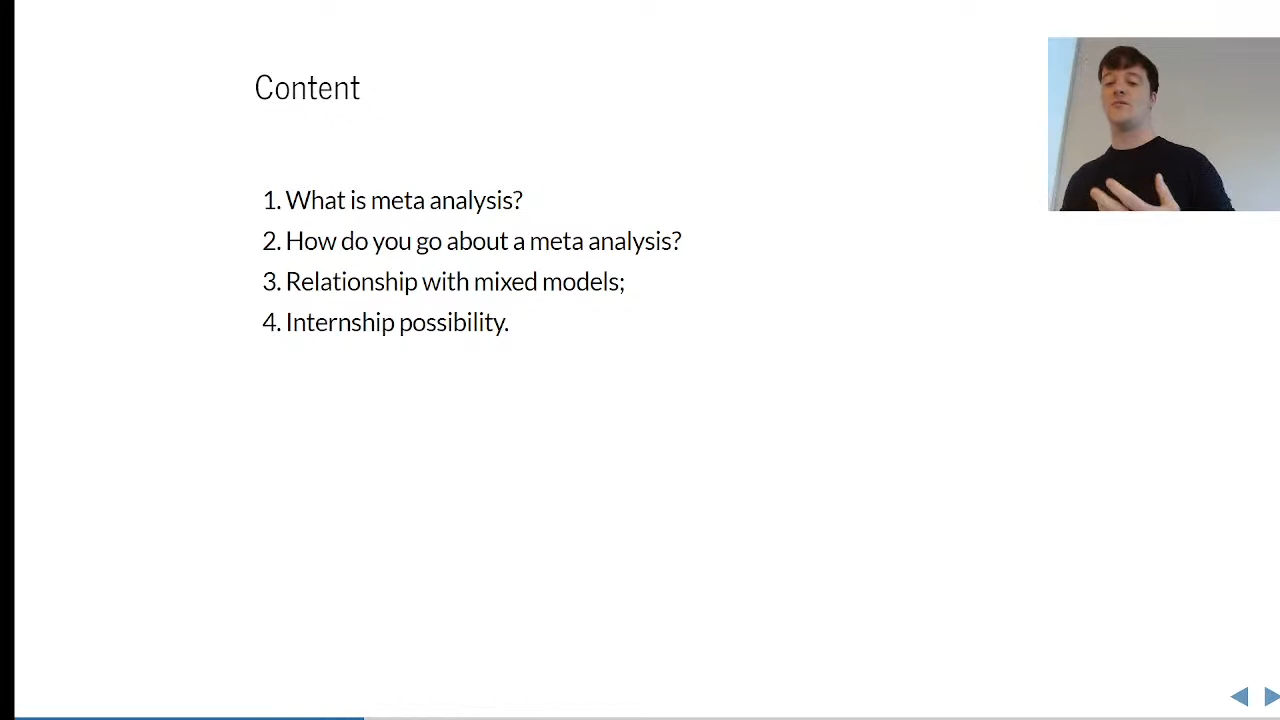 Content
1. What is meta analysis?
2. How do you go about a meta analysis?
3. Relationship with mixed models;
4. Internship possibility.